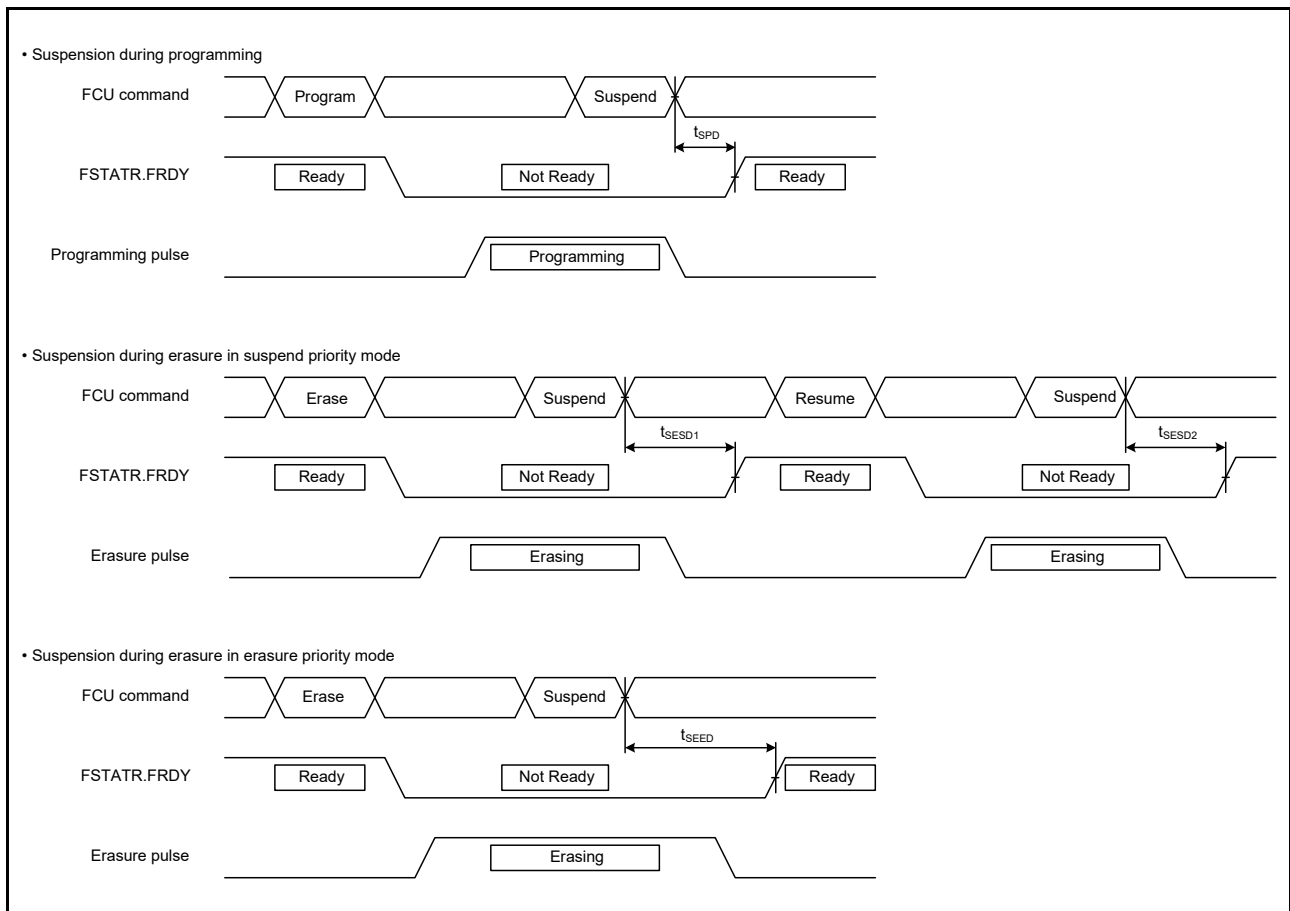 • Suspension during programming
FCU command Program Suspend
tSPD
FSTATR.FRDY Ready Not Ready Ready
Programming pulse Programming
• Suspension during erasure in suspend priority mode
FCU command Erase Suspend Resume Suspend
tSESD1 tSESD2
FSTATR.FRDY Ready Not Ready Ready Not Ready
Erasure pulse Erasing Erasing
• Suspension during erasure in erasure priority mode
FCU command Erase Suspend
tSEED
FSTATR.FRDY Ready Not Ready Ready
Erasure pulse Erasing